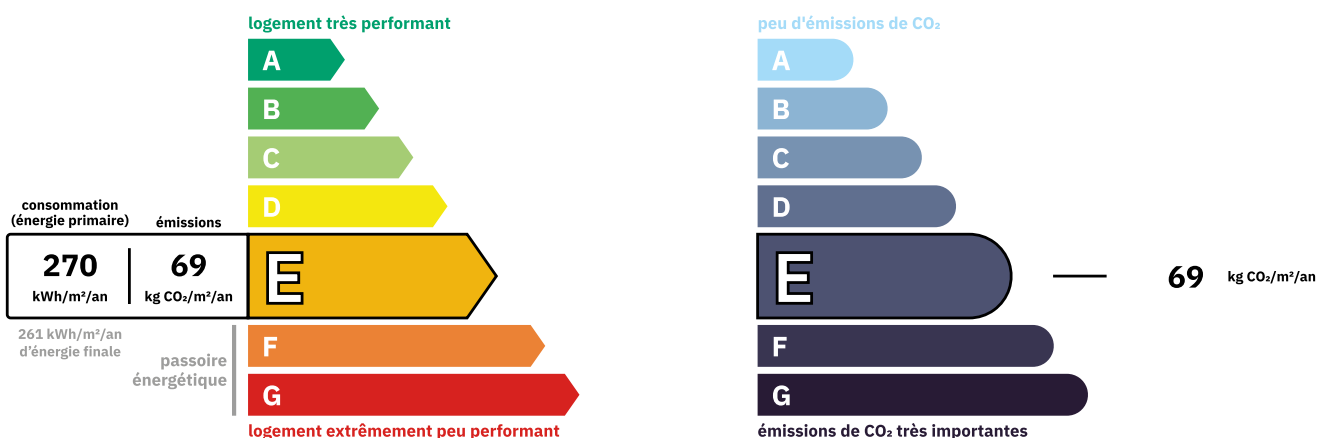 logement très performant
A
B
C
D
consommation
(énergie primaire)
émissions
270
kWh/m²/an
69
kg CO₂/m²/an
E
261 kWh/m²/an
d'énergie finale
passoire
énergétique
F
G
logement extrêmement peu performant
peu d'émissions de CO₂
A
B
C
D
E
69 kg CO₂/m²/an
F
G
émissions de CO₂ très importantes